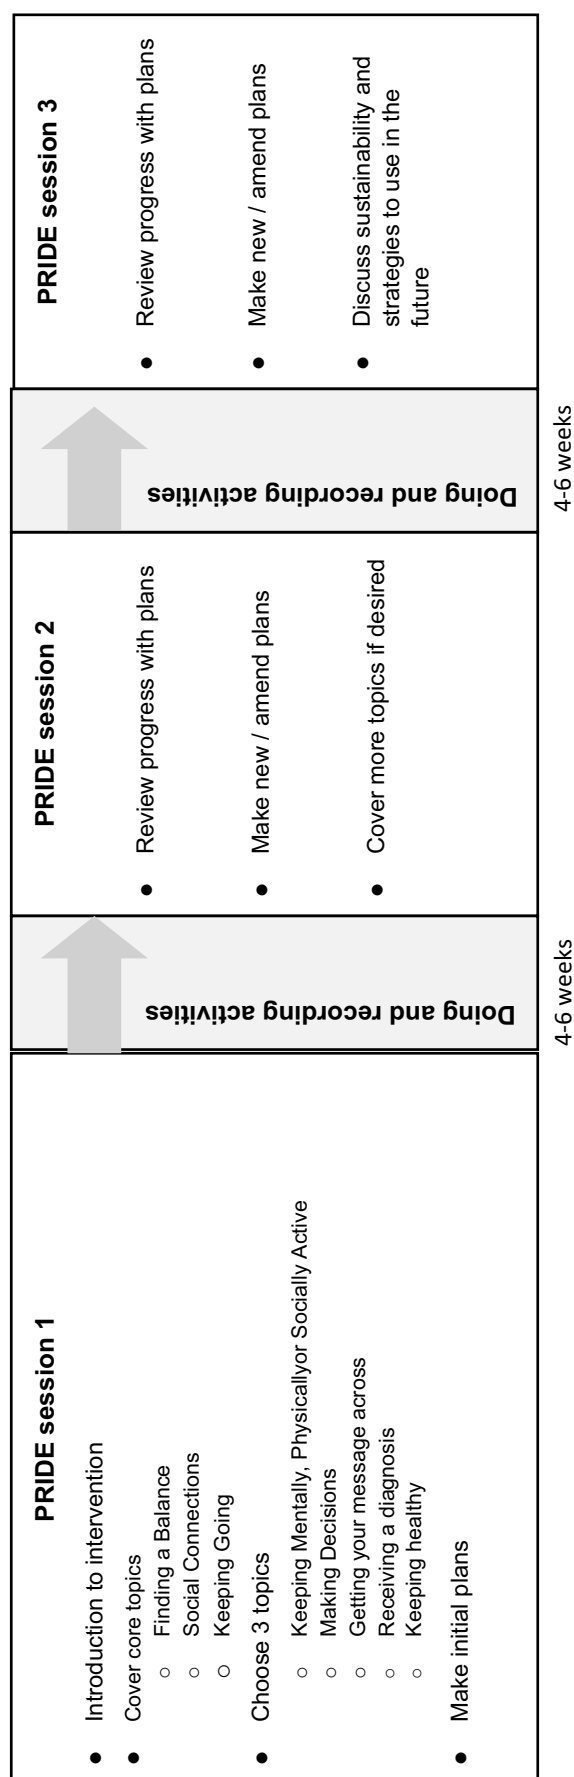 PRIDE session 1
● Introduction to intervention
● Cover core topics
○ Finding a Balance
○ Social Connections
○ Keeping Going
● Choose 3 topics
○ Keeping Mentally, Physicallyor Socially Active
○ Making Decisions
○ Getting your message across
○ Receiving a diagnosis
○ Keeping healthy
● Make initial plans
Doing and recording activities
4-6 weeks
PRIDE session 2
● Review progress with plans
● Make new / amend plans
● Cover more topics if desired
Doing and recording activities
4-6 weeks
PRIDE session 3
● Review progress with plans
● Make new / amend plans
● Discuss sustainability and
strategies to use in the
future